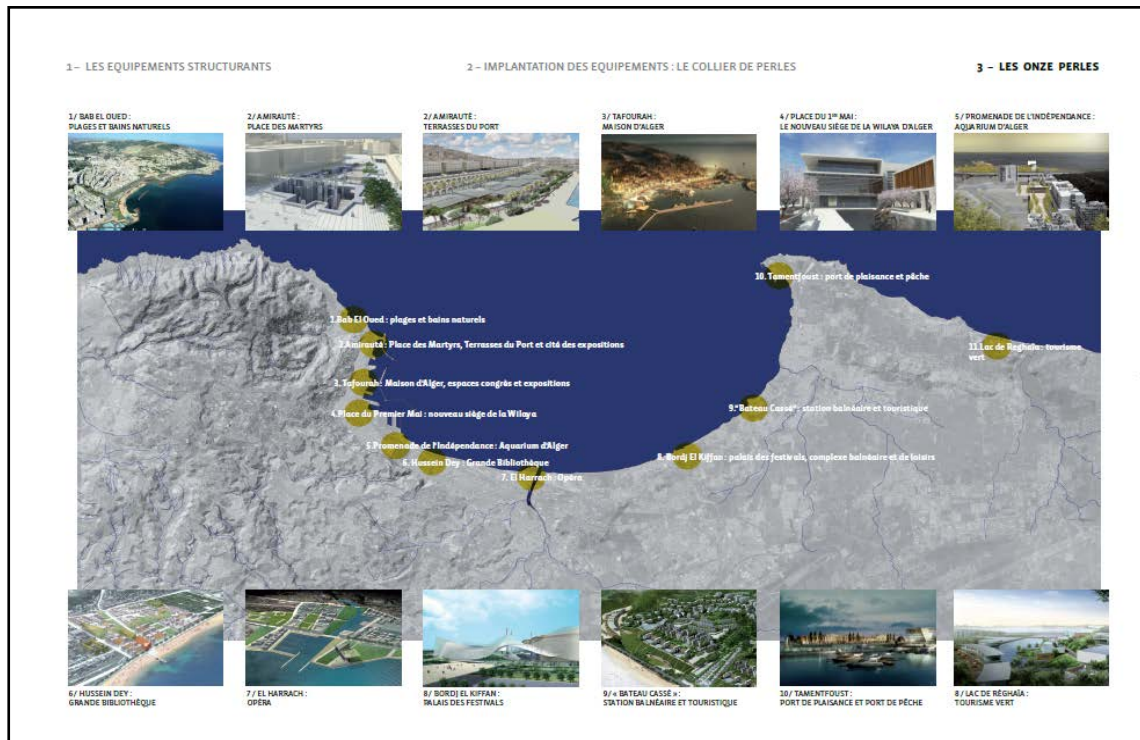 1– LES EQUIPEMENTS STRUCTURANTS
2 – IMPLANTATION DES EQUIPEMENTS : LE COLLIER DE PERLES
3 – LES ONZE PERLES
1/ BAB EL OUED :
PLAGES ET BAINS NATURELS
2/ AMIRAUTÉ :
PLACE DES MARTYRS
2/ AMIRAUTÉ :
TERRASSES DU PORT
3/ TAFOURAH :
MAISON D'ALGER
4/ PLACE DU 1ER MAI :
LE NOUVEAU SIÈGE DE LA WILAYA D'ALGER
5/ PROMENADE DE L'INDÉPENDANCE :
AQUARIUM D'ALGER
10. Tamentfoust : port de plaisance et pêche
1.Bab El Oued : plages et bains naturels
2.Amirauté : Place des Martyrs, Terrasses du Port et cité des expositions
11.Lac de Reghaïa : tourisme
vert
3. Tafourah : Maison d'Alger, espaces congrès et expositions
4.Place du Premier Mai : nouveau siège de la Wilaya
9."Bateau Cassé" : station balnéaire et touristique
5.Promenade de l'Indépendance : Aquarium d'Alger
8. Bordj El Kiffan : palais des festivals, complexe balnéaire et de loisirs
6. Hussein Dey : Grande Bibliothèque
7. El Harrach : Opéra
6/ HUSSEIN DEY :
GRANDE BIBLIOTHÈQUE
7/ EL HARRACH :
OPÉRA
8/ BORDJ EL KIFFAN :
PALAIS DES FESTIVALS
9/ « BATEAU CASSÉ » :
STATION BALNÉAIRE ET TOURISTIQUE
10/ TAMENTFOUST :
PORT DE PLAISANCE ET PORT DE PÊCHE
8/ LAC DE RÉGHAÏA :
TOURISME VERT